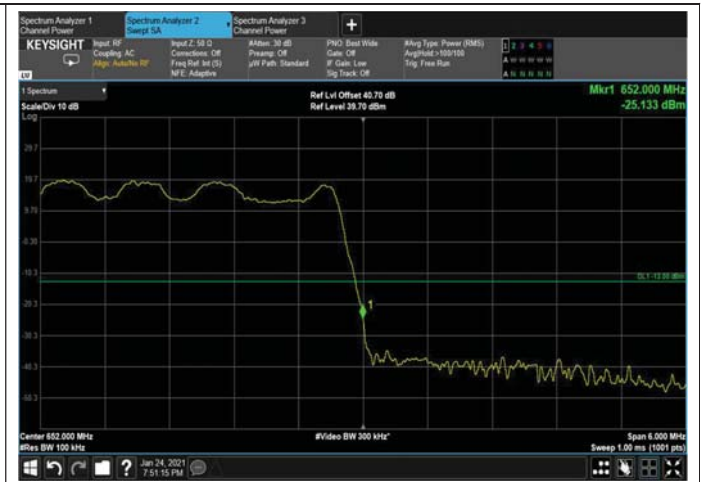 Spectrum Analyzer 1
Channel Power
Spectrum Analyzer 2
Swept SA
Spectrum Analyzer 3
Channel Power
+
KEYSIGHT
LV
Input: RF
Coupling: AC
Align: Auto/No RF
Input Z: 50 Ω
Corrections: Off
Freq Ref: Int (S)
NFE: Adaptive
#Atten: 30 dB
Preamp: Off
µW Path: Standard
PNO: Best Wide
Gate: Off
IF Gain: Low
Sig Track: Off
#Avg Type: Power (RMS)
Avg|Hold:>100/100
Trig: Free Run
1 2 3 4 5 6
A W W W W W
A N N N N N
1 Spectrum
Scale/Div 10 dB
Log
Ref Lvl Offset 40.70 dB
Ref Level 39.70 dBm
Mkr1 652.000 MHz
-25.133 dBm
29.7
19.7
9.70
-0.30
-10.3
DL1 -13.00 dBm
-20.3
1
-30.3
-40.3
-50.3
Center 652.000 MHz
#Res BW 100 kHz
#Video BW 300 kHz*
Span 6.000 MHz
Sweep 1.00 ms (1001 pts)
?
Jan 24, 2021
7:51:15 PM